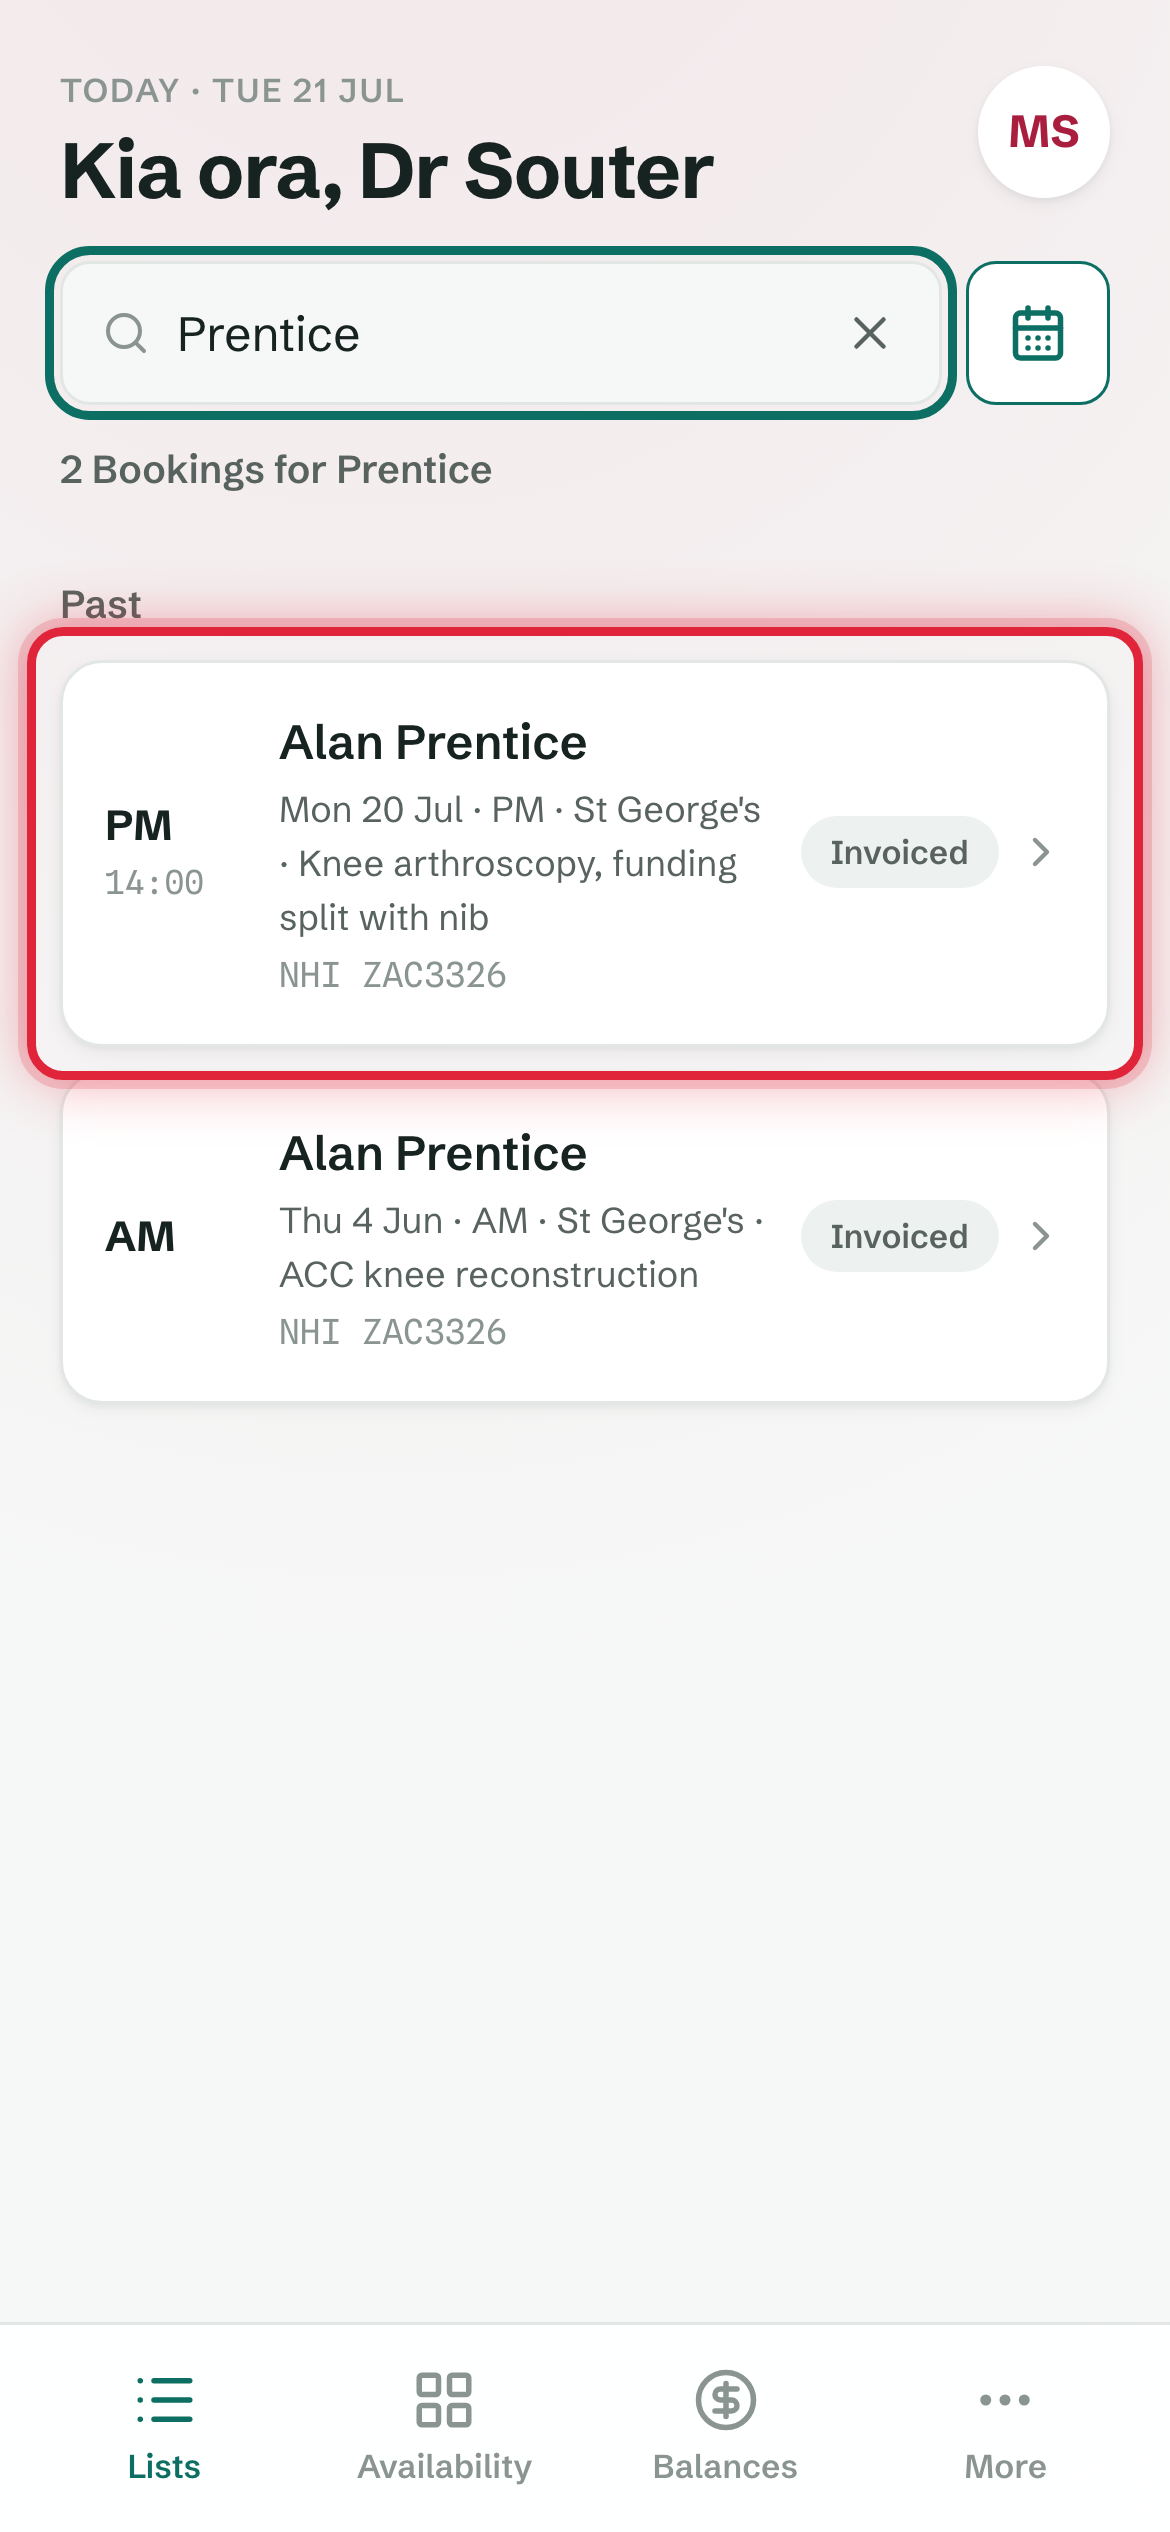 TODAY · TUE 21 JUL
Kia ora, Dr Souter
MS
Prentice
2 Bookings for Prentice
Past
Alan Prentice
PM
14:00
Mon 20 Jul · PM · St George's
· Knee arthroscopy, funding
split with nib
NHI ZAC3326
Invoiced
Alan Prentice
AM
Thu 4 Jun · AM · St George's ·
ACC knee reconstruction
NHI ZAC3326
Invoiced
Lists
Availability
Balances
More